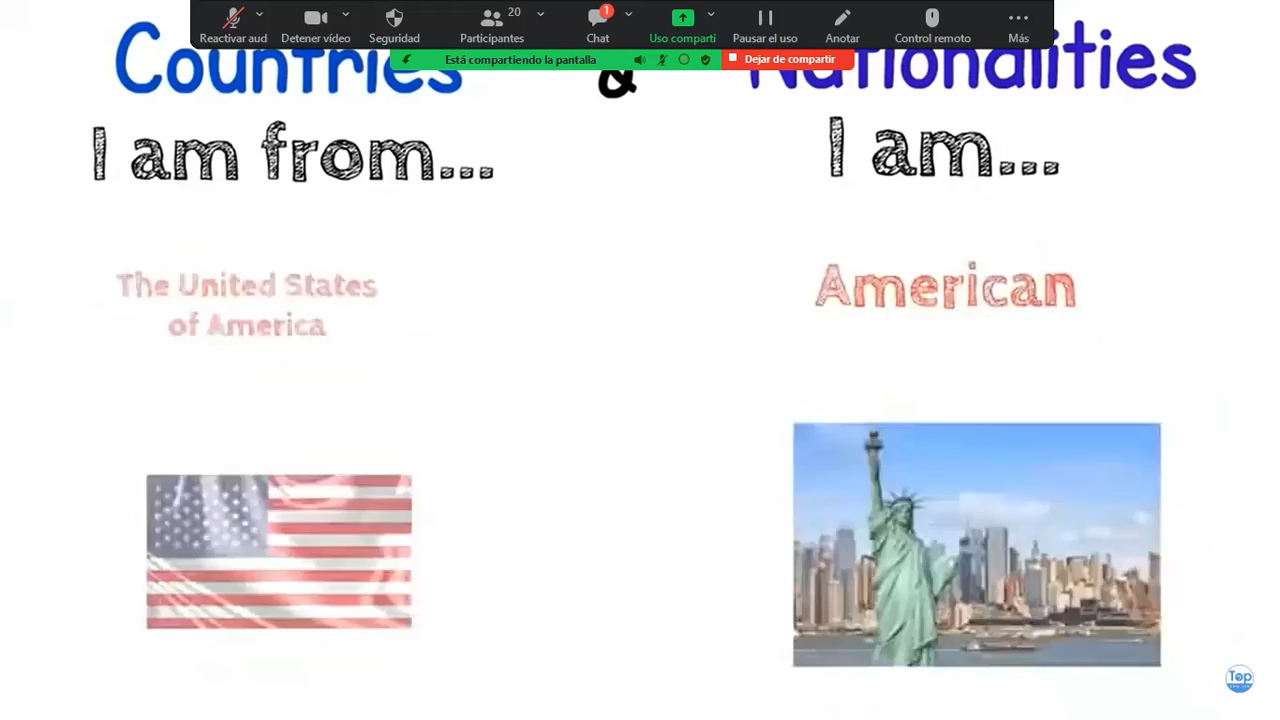 20
1
Reactivar aud
Detener vídeo
Seguridad
Participantes
Chat
Uso comparti
Pausar el uso
Anotar
Control remoto
Más
Está compartiendo la pantalla
Dejar de compartir
Countries & Nationalities
I am from...
I am...
The United States
of America
American
Top